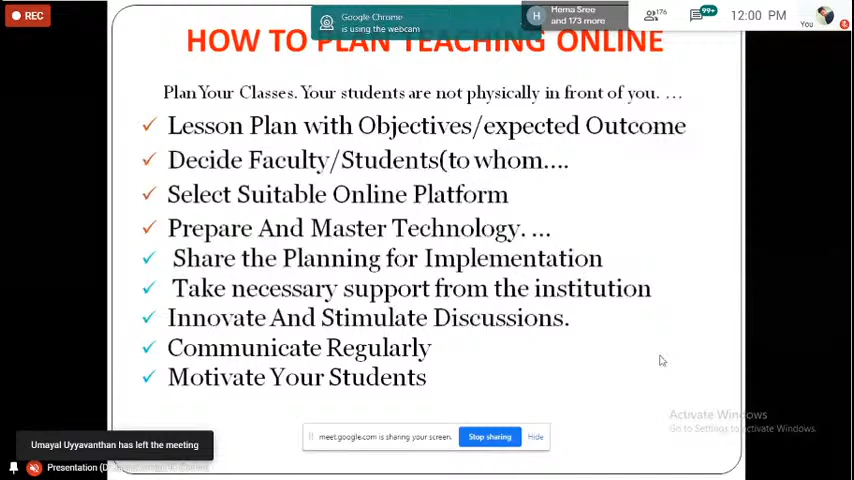 REC
Google Chrome
is using the webcam
H
Hema Sree
and 173 more
176
99+
12:00 PM
You
HOW TO PLAN TEACHING ONLINE
Plan Your Classes. Your students are not physically in front of you. ...
Lesson Plan with Objectives/expected Outcome
Decide Faculty/Students(to whom....
Select Suitable Online Platform
Prepare And Master Technology. ...
Share the Planning for Implementation
Take necessary support from the institution
Innovate And Stimulate Discussions.
Communicate Regularly
Motivate Your Students
Activate Windows
Go to Settings to activate Windows.
meet.google.com is sharing your screen.
Stop sharing
Hide
Umayal Uyyavanthan has left the meeting
Presentation